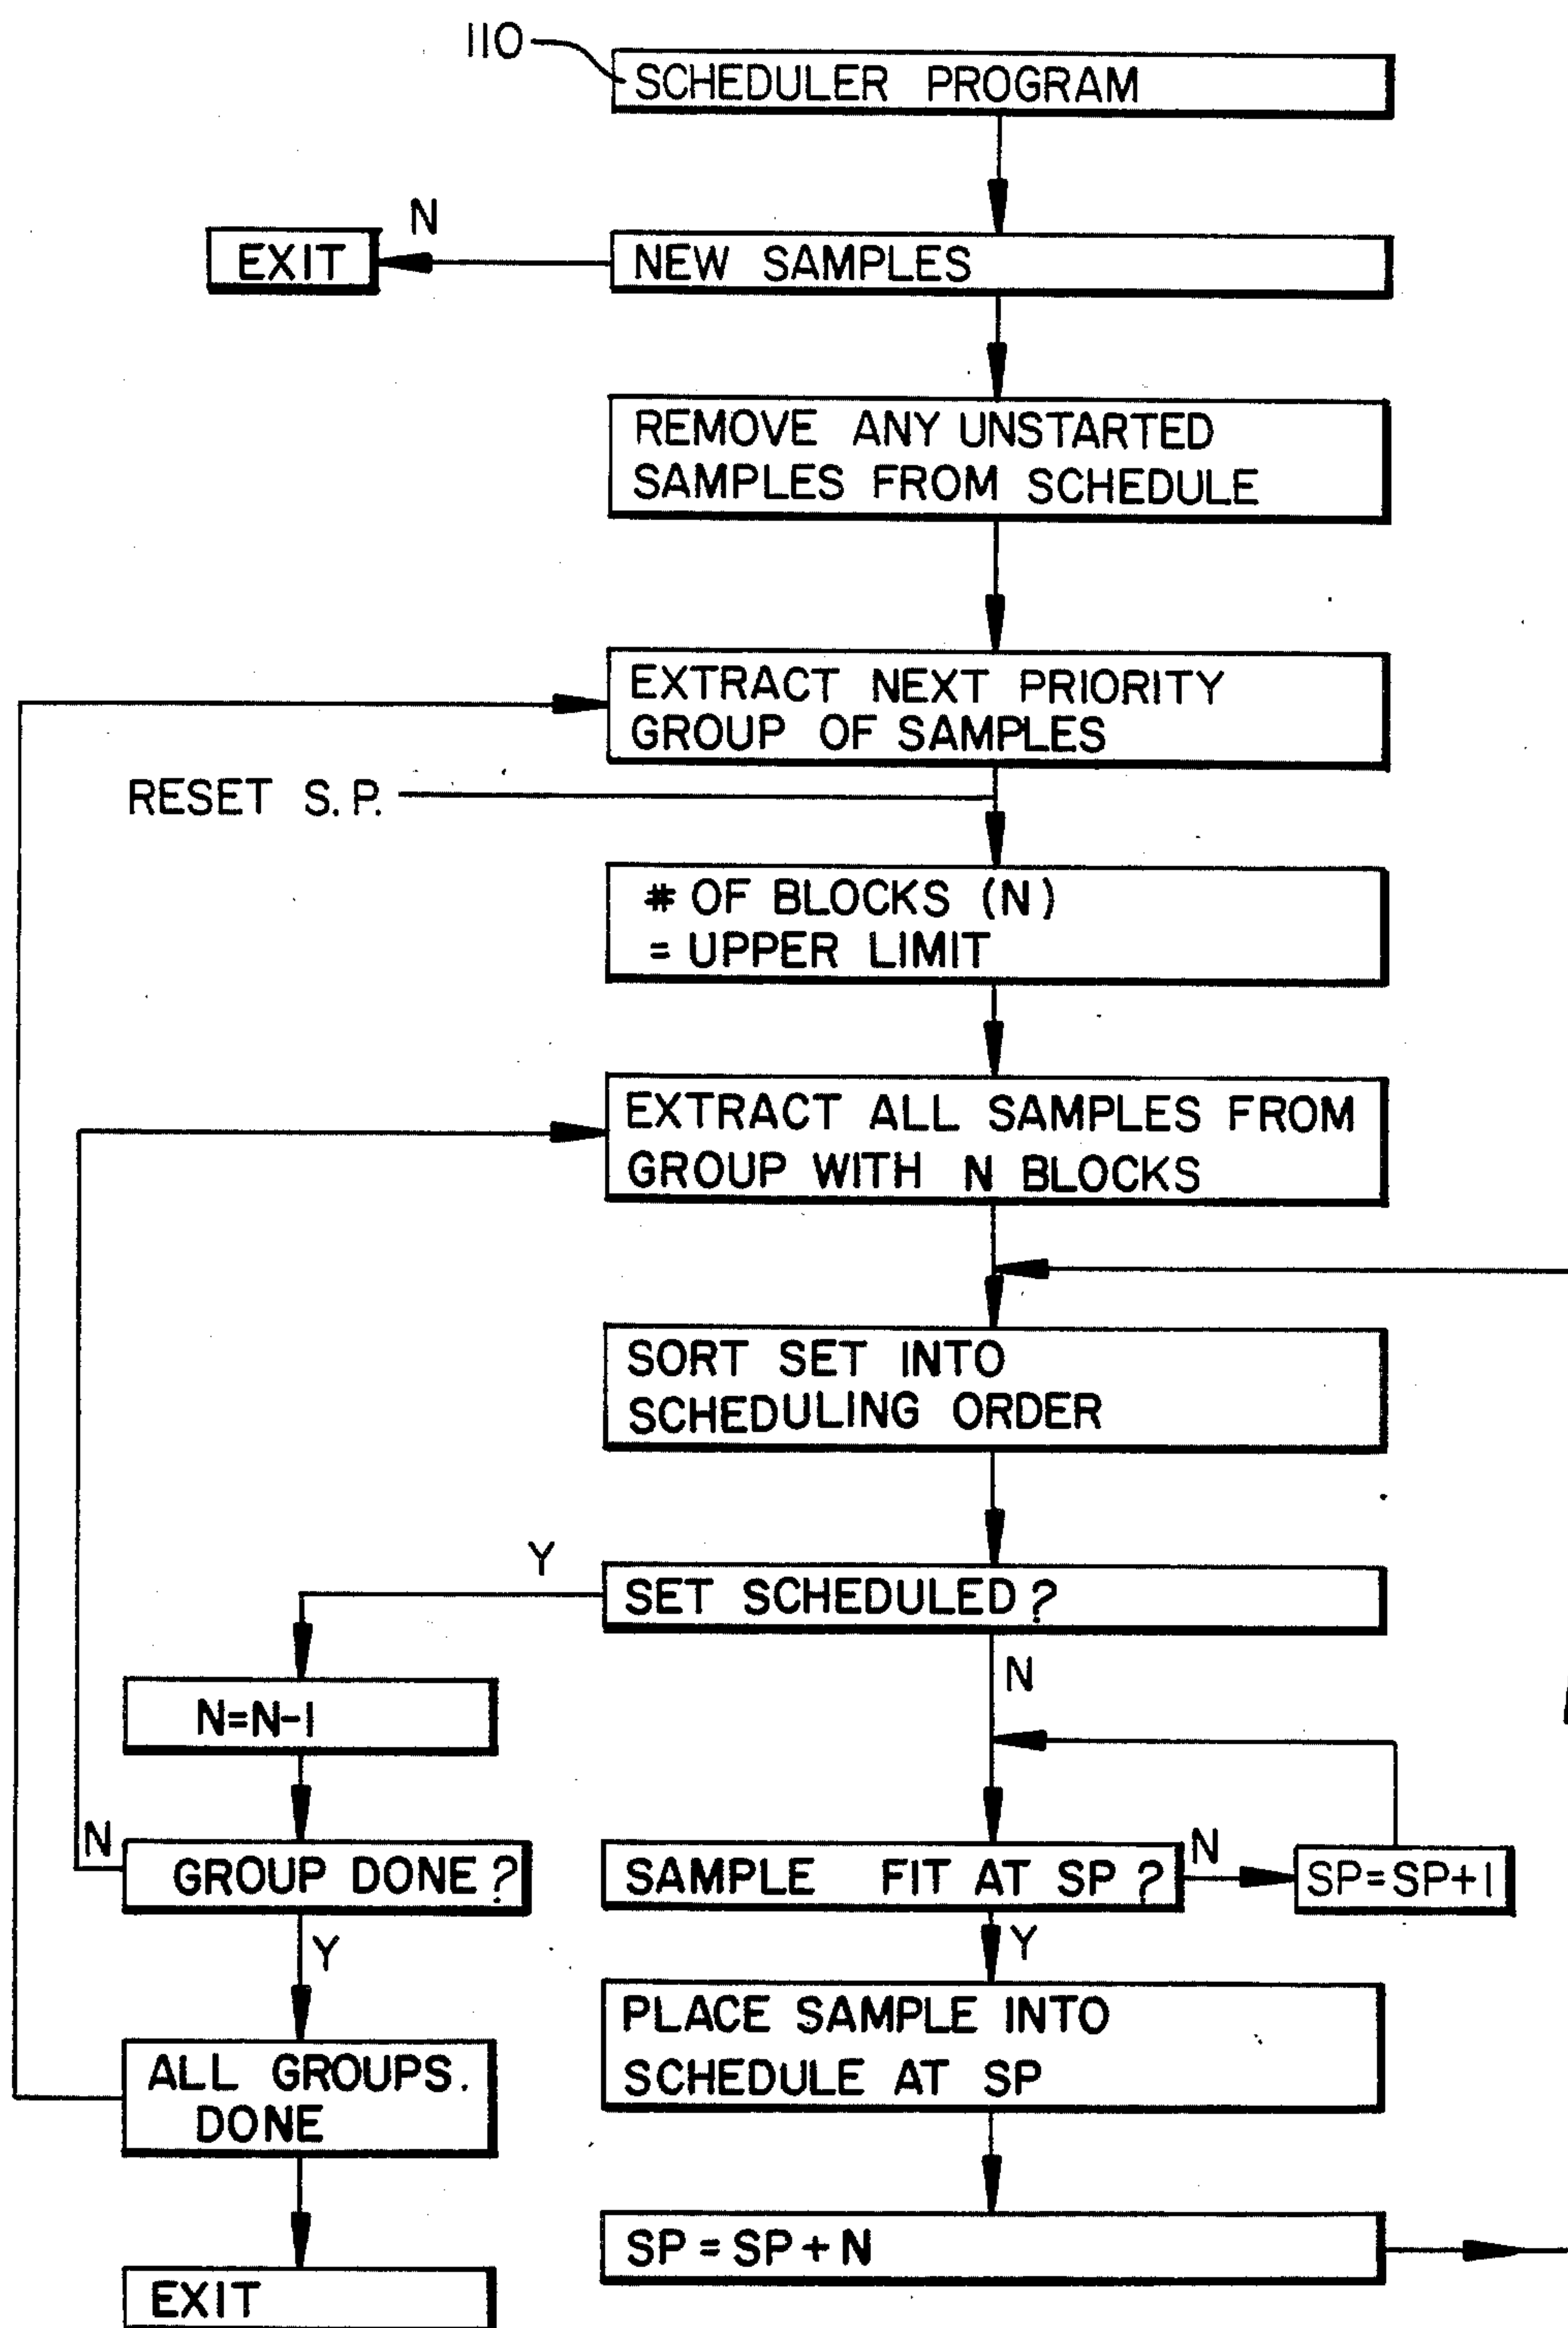 110
SCHEDULER PROGRAM
N
EXIT
NEW SAMPLES
REMOVE ANY UNSTARTED
SAMPLES FROM SCHEDULE
EXTRACT NEXT PRIORITY
GROUP OF SAMPLES
RESET S.P.
# OF BLOCKS (N)
= UPPER LIMIT
EXTRACT ALL SAMPLES FROM
GROUP WITH N BLOCKS
SORT SET INTO
SCHEDULING ORDER
Y
SET SCHEDULED?
N
N=N-1
N
GROUP DONE?
SAMPLE FIT AT SP?
N
SP=SP+1
Y
Y
PLACE SAMPLE INTO
SCHEDULE AT SP
ALL GROUPS.
DONE
SP = SP + N
EXIT